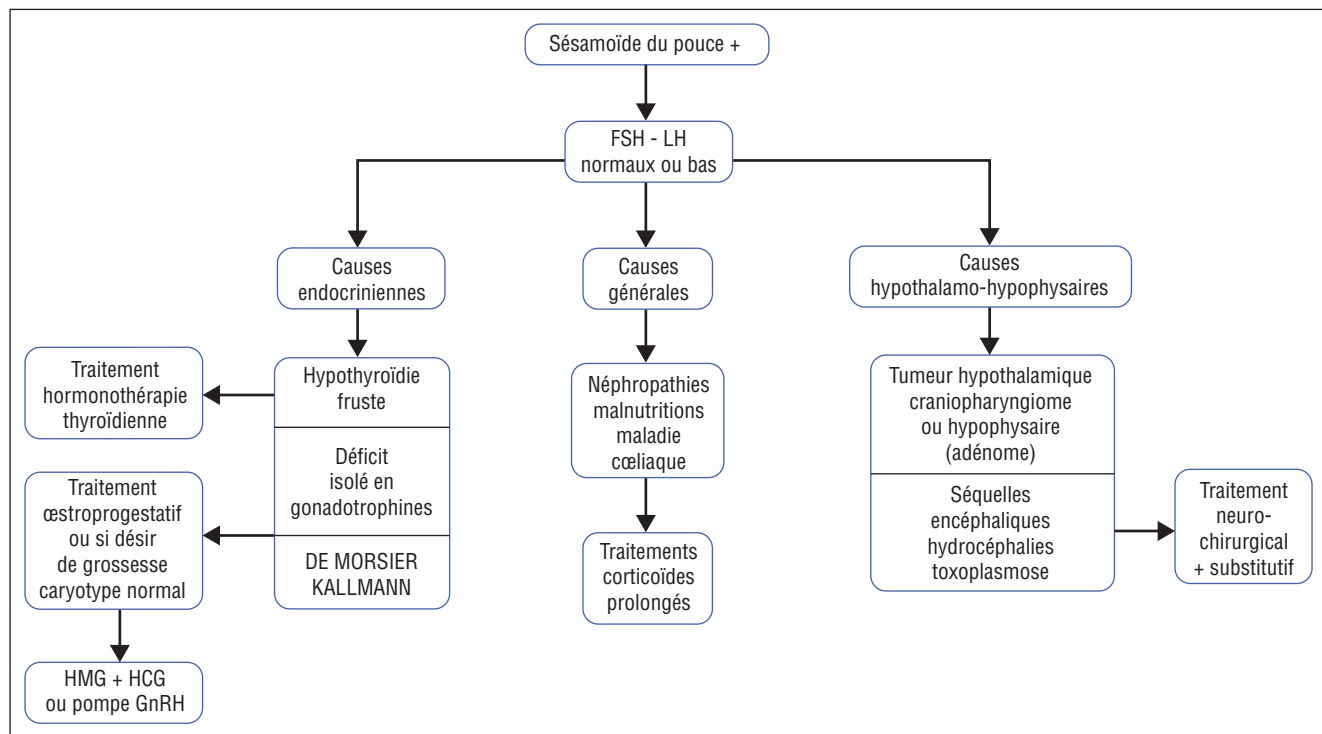 Sésamoïde du pouce +
FSH - LH
normaux ou bas
Causes
endocriniennes
Causes
générales
Causes
hypothalamo-hypophysaires
Traitement
hormonothérapie
thyroïdienne
Hypothyroïdie
fruste
Déficit
isolé en
gonadotrophines
DE MORSIER
KALLMANN
Traitement
œstroprogestatif
ou si désir
de grossesse
caryotype normal
HMG + HCG
ou pompe GnRH
Néphropathies
malnutritions
maladie
cœliaque
Traitements
corticoïdes
prolongés
Tumeur hypothalamique
craniopharyngiome
ou hypophysaire
(adénome)
Séquelles
encéphaliques
hydrocéphalies
toxoplasmose
Traitement
neuro-
chirurgical
+ substitutif